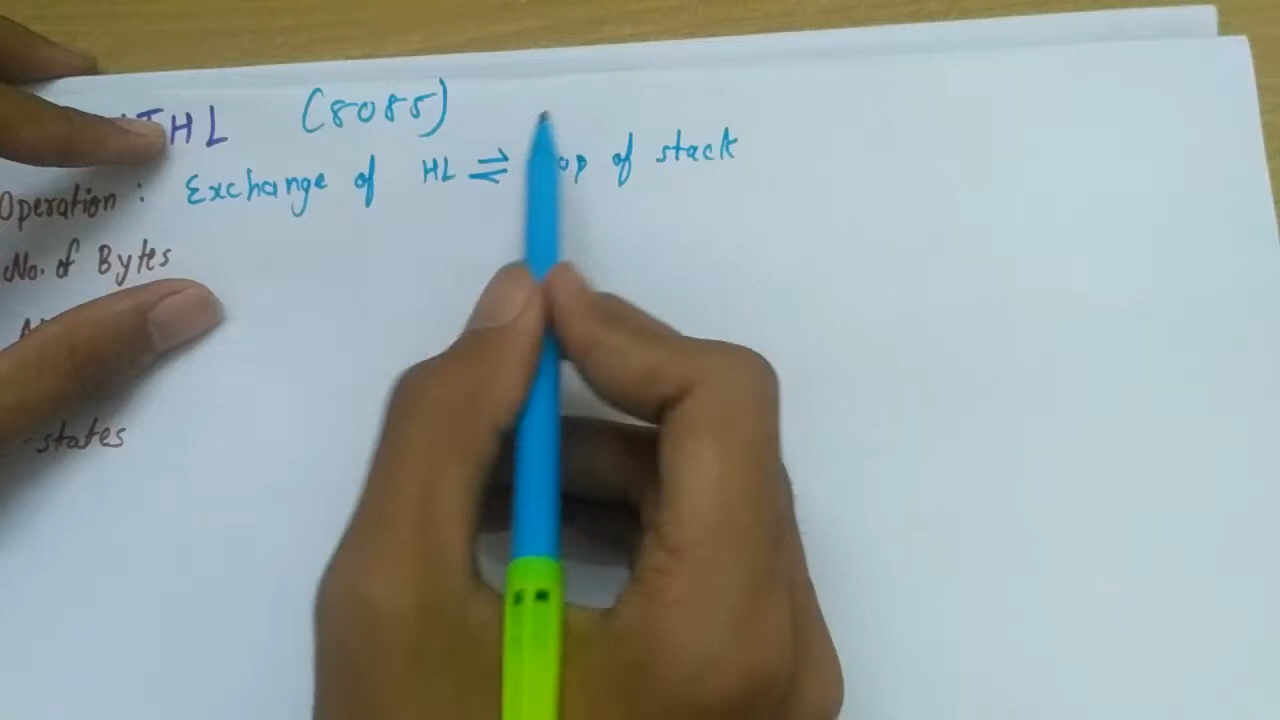 HL (8085)
Operation : Exchange of HL ⇌ of stack
No. of Bytes
states